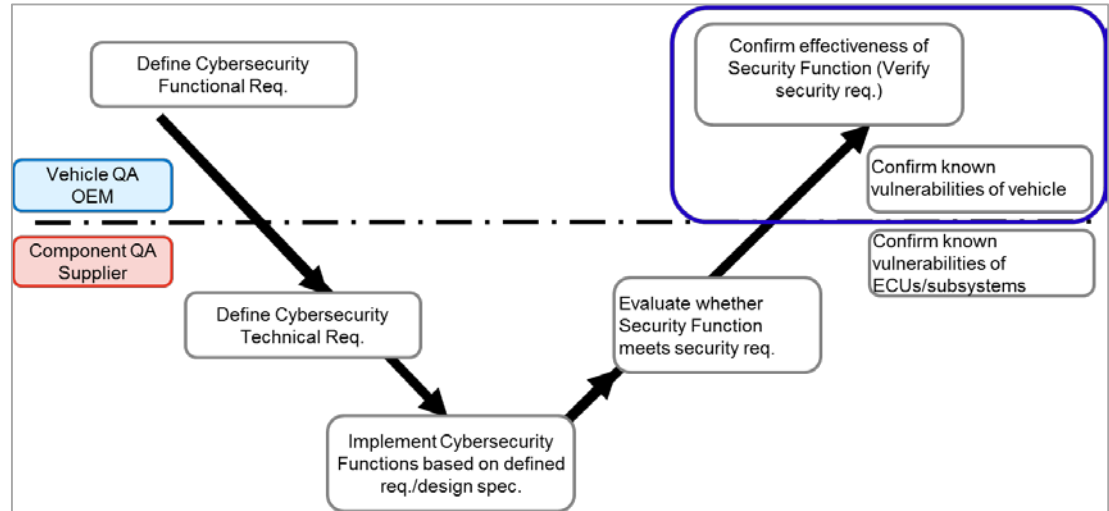 Define Cybersecurity
Functional Req.
Confirm effectiveness of
Security Function (Verify
security req.)
Vehicle QA
OEM
Confirm known
vulnerabilities of vehicle
Component QA
Supplier
Confirm known
vulnerabilities of
ECUs/subsystems
Define Cybersecurity
Technical Req.
Evaluate whether
Security Function
meets security req.
Implement Cybersecurity
Functions based on defined
req./design spec.